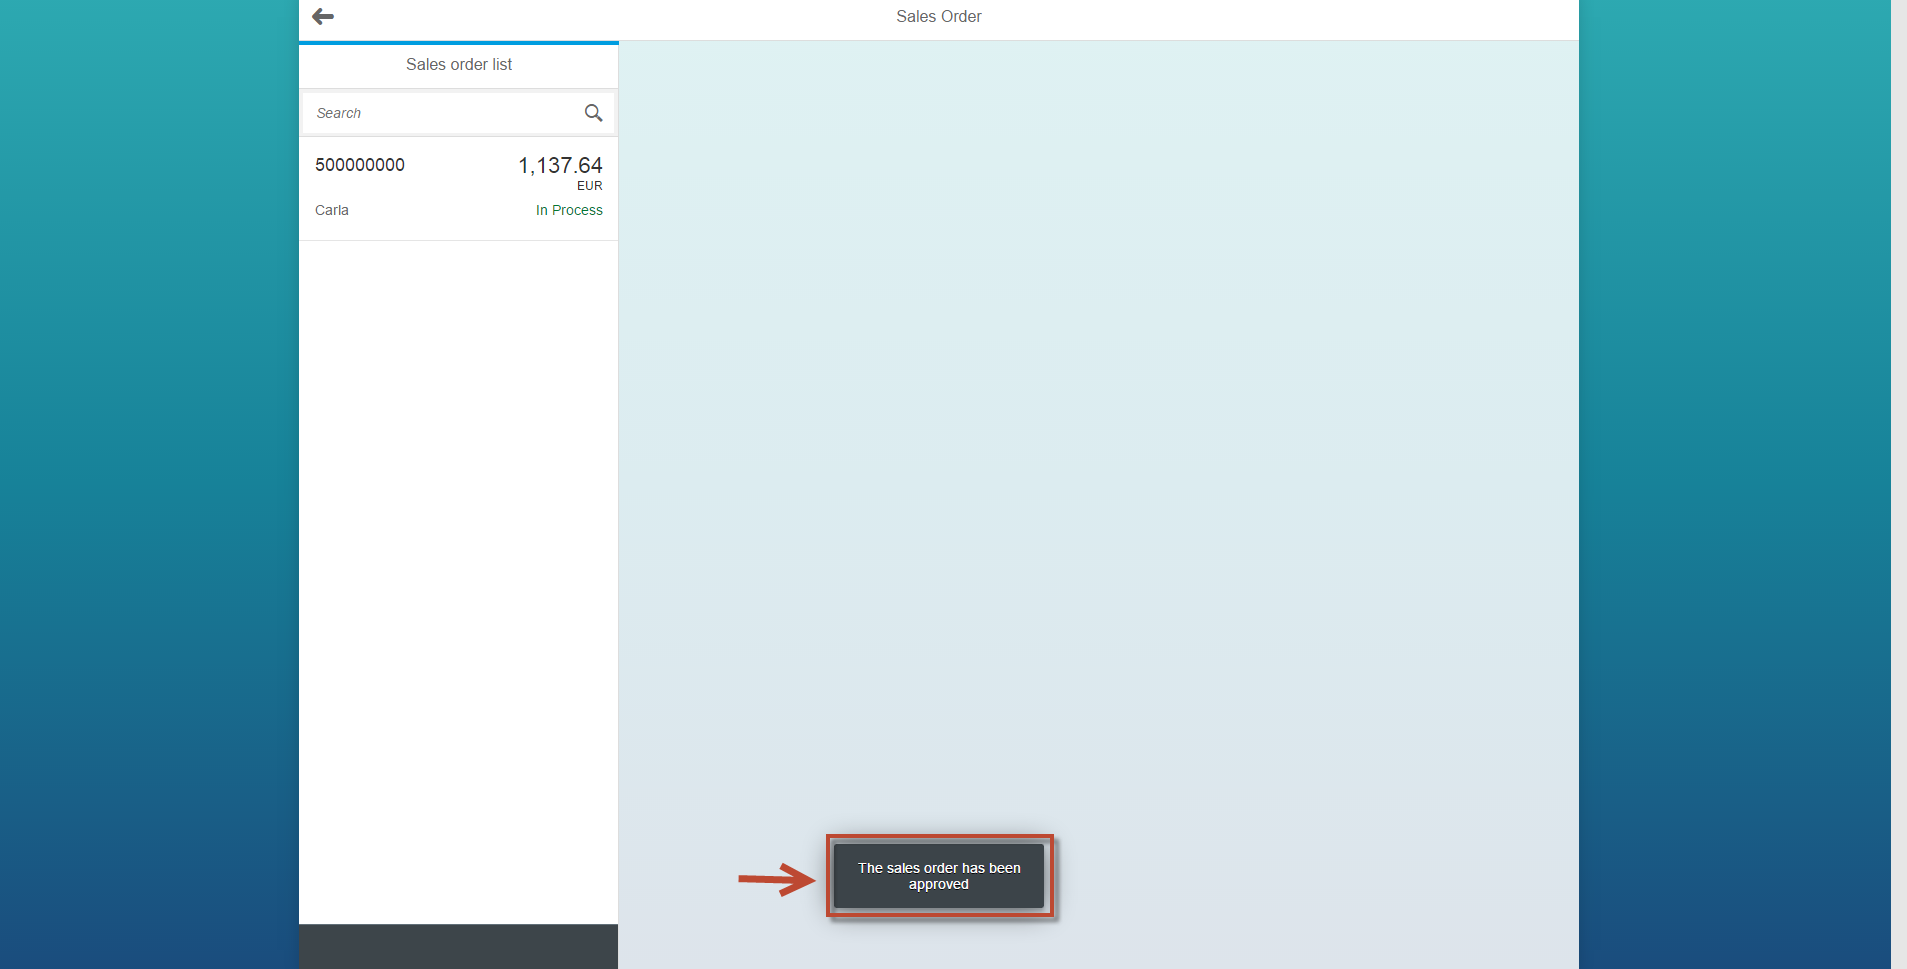 Sales Order
Sales order list
Search
500000000
1,137.64
EUR
Carla
In Process
The sales order has been
approved